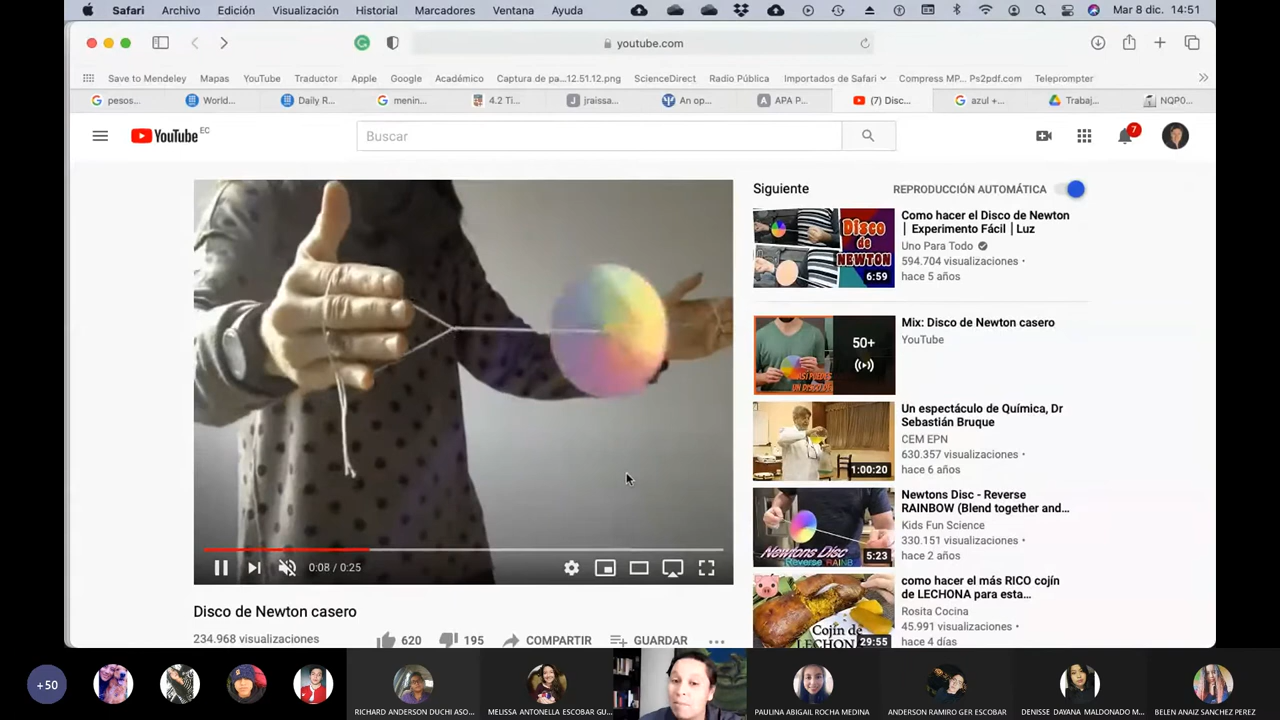 Safari Archivo Edición Visualización Historial Marcadores Ventana Ayuda Mar 8 dic. 14:51
youtube.com
Save to Mendeley Mapas YouTube Traductor Apple Google Académico Captura de pa...12.51.12.png ScienceDirect Radio Pública Importados de Safari Compress MP... Ps2pdf.com Teleprompter
pesos... World... Daily R... menin... 4.2 Ti... jraissa... An op... APA P... (7) Disc... azul +... Trabaj... NQP0...
YouTube EC
Buscar
7
Siguiente
REPRODUCCIÓN AUTOMÁTICA
Disco de NEWTON
6:59
Como hacer el Disco de Newton
| Experimento Fácil | Luz
Uno Para Todo
594.704 visualizaciones •
hace 5 años
ASÍ PUEDES
UN DISCO DE
50+
Mix: Disco de Newton casero
YouTube
1:00:20
Un espectáculo de Química, Dr
Sebastián Bruque
CEM EPN
630.357 visualizaciones •
hace 6 años
Newtons Disc
Reverse
5:23
Newtons Disc - Reverse
RAINBOW (Blend together and...
Kids Fun Science
330.151 visualizaciones •
hace 2 años
Cojín de
LECHONA
29:55
como hacer el más RICO cojín
de LECHONA para esta...
Rosita Cocina
45.991 visualizaciones •
hace 4 días
0:08 / 0:25
Disco de Newton casero
234.968 visualizaciones
620 195 COMPARTIR GUARDAR
+50
RICHARD ANDERSON DUCHI ASO...
MELISSA ANTONELLA ESCOBAR GU...
PAULINA ABIGAIL ROCHA MEDINA
ANDERSON RAMIRO GER ESCOBAR
DENISSE DAYANA MALDONADO M...
BELEN ANAIZ SANCHEZ PEREZ